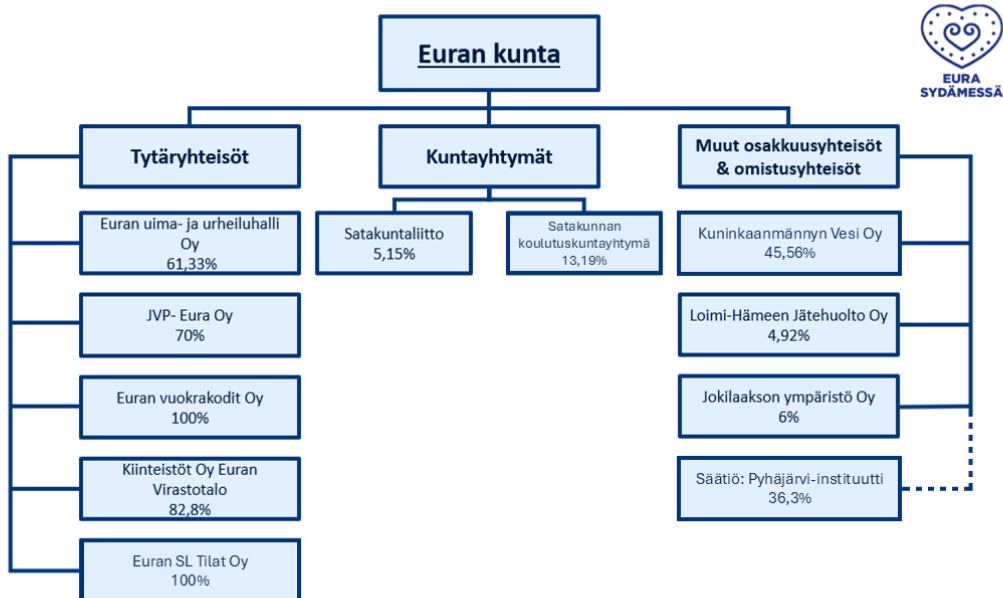 Euran kunta
EURA
SYDÄMESSÄ
Tytäryhteisöt
Kuntayhtymät
Muut osakkuusyhteisöt
& omistusyhteisöt
Euran uima- ja urheiluhalli
Oy
61,33%
Satakuntaliitto
5,15%
Satakunnan
koulutuskuntayhtymä
13,19%
Kuninkaanmännyn Vesi Oy
45,56%
JVP- Eura Oy
70%
Loimi-Hämeen Jätehuolto Oy
4,92%
Euran vuokrakodit Oy
100%
Jokilaakson ympäristö Oy
6%
Kiinteistöt Oy Euran
Virastotalo
82,8%
Säätiö: Pyhäjärvi-instituutti
36,3%
Euran SL Tilat Oy
100%